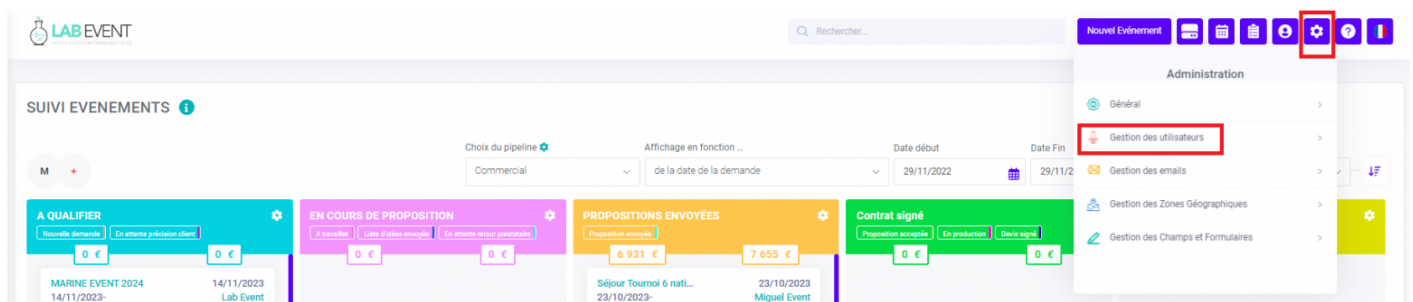 LAB EVENT
Rechercher...
Nouvel Evénement
Administration
Général
Gestion des utilisateurs
Gestion des emails
Gestion des Zones Géographiques
Gestion des Champs et Formulaires
SUIVI EVENEMENTS
Choix du pipeline
Affichage en fonction ...
Date début
Date Fin
M +
Commercial
de la date de la demande
29/11/2022
29/11/2
A QUALIFIER
Nouvelle demande
En attente précision client
0 €
0 €
MARINE EVENT 2024
14/11/2023
14/11/2023-
Lab Event
EN COURS DE PROPOSITION
A travailler
Liste d'idées envoyée
En attente retour prestataire
0 €
0 €
PROPOSITIONS ENVOYÉES
Proposition envoyée
6 931 €
7 655 €
Séjour Tournoi 6 nati...
23/10/2023
23/10/2023-
Miguel Event
Contrat signé
Proposition acceptée
En production
Devis signé
0 €
0 €